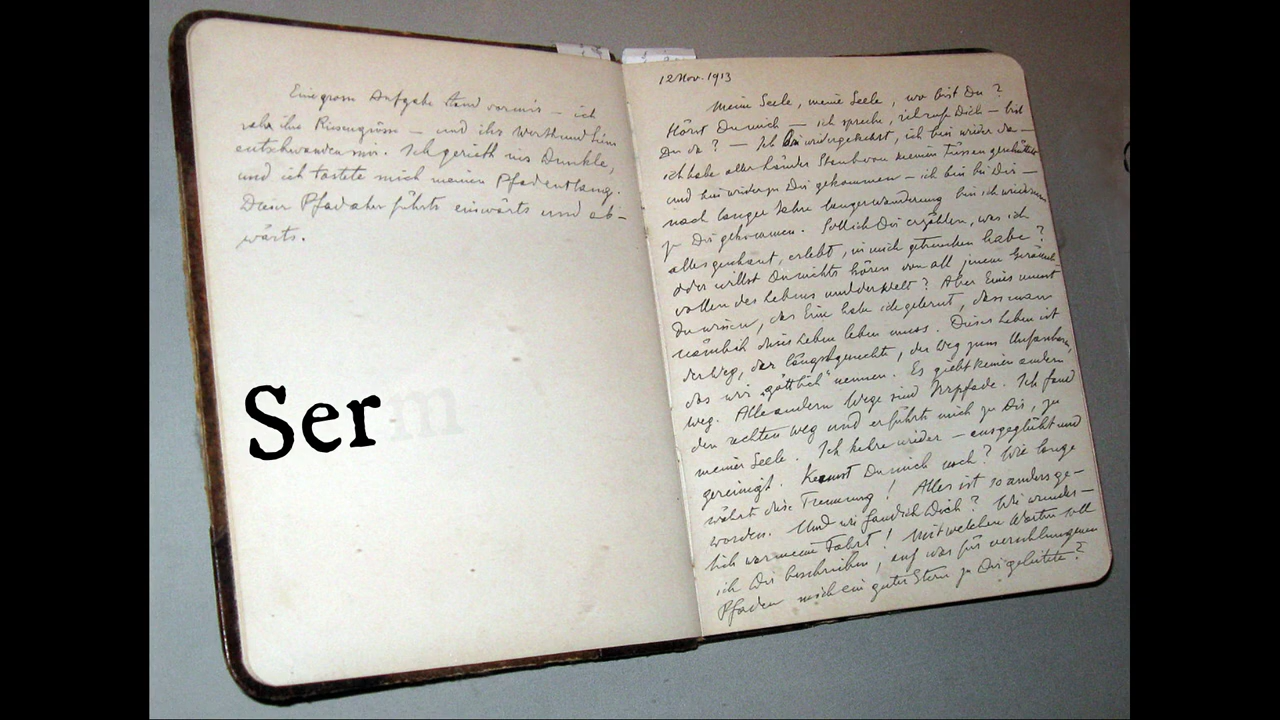 Eine grosse Aufgabe stand vor mir — ich
sah ihre Riesengrösse — und ihr Werth und Sinn
entschwanden mir. Ich gerieth ins Dunkle,
und ich tastete mich meinen Pfad entlang.
Dieser Pfad aber führte einwärts und ab-
wärts.
Serm
12 Nov. 1913
Meine Seele, meine Seele, wo bist Du?
Hörst Du mich — ich spreche, ich rufe Dich — bist
Du da? — Ich bin wiedergekehrt, ich bin wieder da —
ich habe aller Länder Staub von meinen Füssen geschüttelt
und bin wieder zu Dir gekommen — ich bin bei Dir —
nach langer Jahre langer Wanderung bin ich wieder
zu Dir gekommen. Soll ich Dir erzählen, was ich
alles geschaut, erlebt, in mich getrunken habe?
oder willst Du nichts hören von all jenem Geräusch-
vollen des Lebens und der Welt? Aber Eines musst
Du wissen, das Eine habe ich gelernt, dass man
nämlich dieses Leben leben muss. Dieses Leben ist
der Weg, der längst gesuchte, der Weg zum Unfassbaren,
das wir „göttlich" nennen. Es giebt keinen andern
Weg. Alle andern Wege sind Irrpfade. Ich fand
den rechten Weg und er führte mich zu Dir, zu
meiner Seele. Ich kehre wieder — ausgeglüht und
gereinigt. Kennst Du mich noch? Wie lange
währte diese Trennung! Alles ist so anders ge-
worden. Und wie fand ich Dich? Wie wunder-
lich war meine Fahrt! Mit welchen Worten soll
ich Dir beschreiben, auf was für verschlungenen
Pfaden mich ein guter Stern zu Dir geleitete?